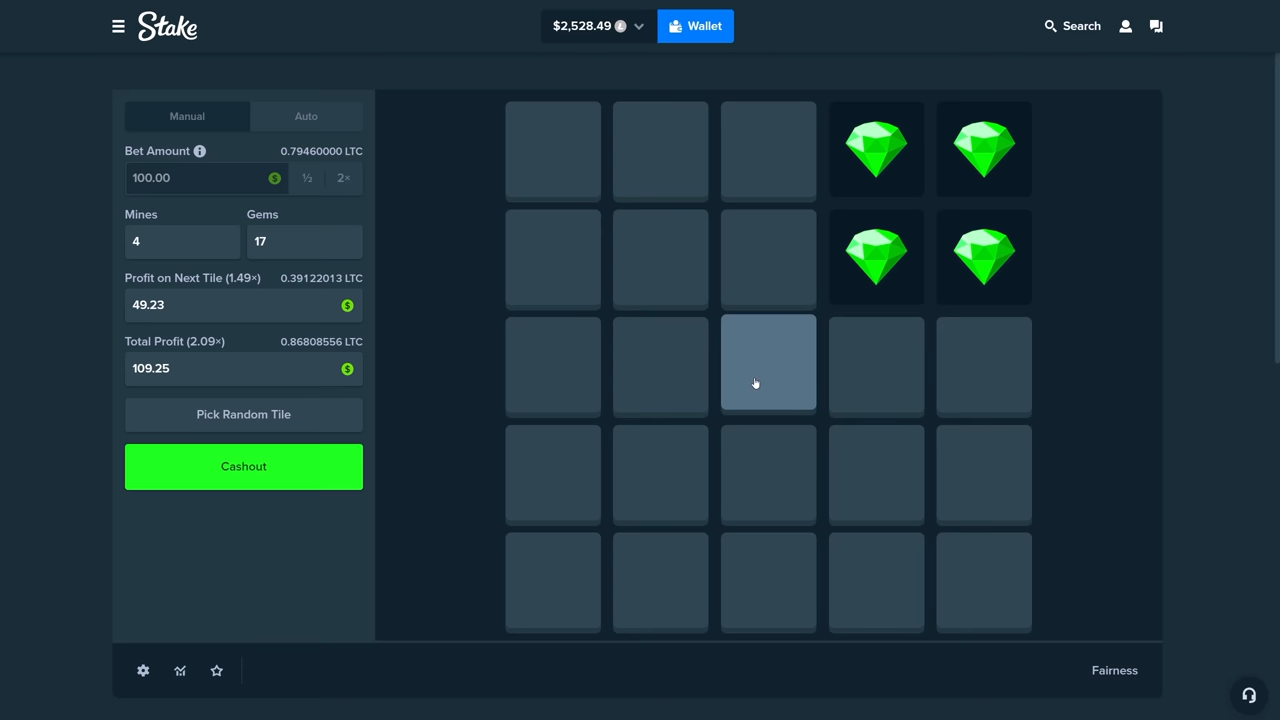 Stake
$2,528.49
Wallet
Search
Manual
Auto
Bet Amount
0.79460000 LTC
100.00
½
2×
Mines
Gems
4
17
Profit on Next Tile (1.49×)
0.39122013 LTC
49.23
Total Profit (2.09×)
0.86808556 LTC
109.25
Pick Random Tile
Cashout
Fairness